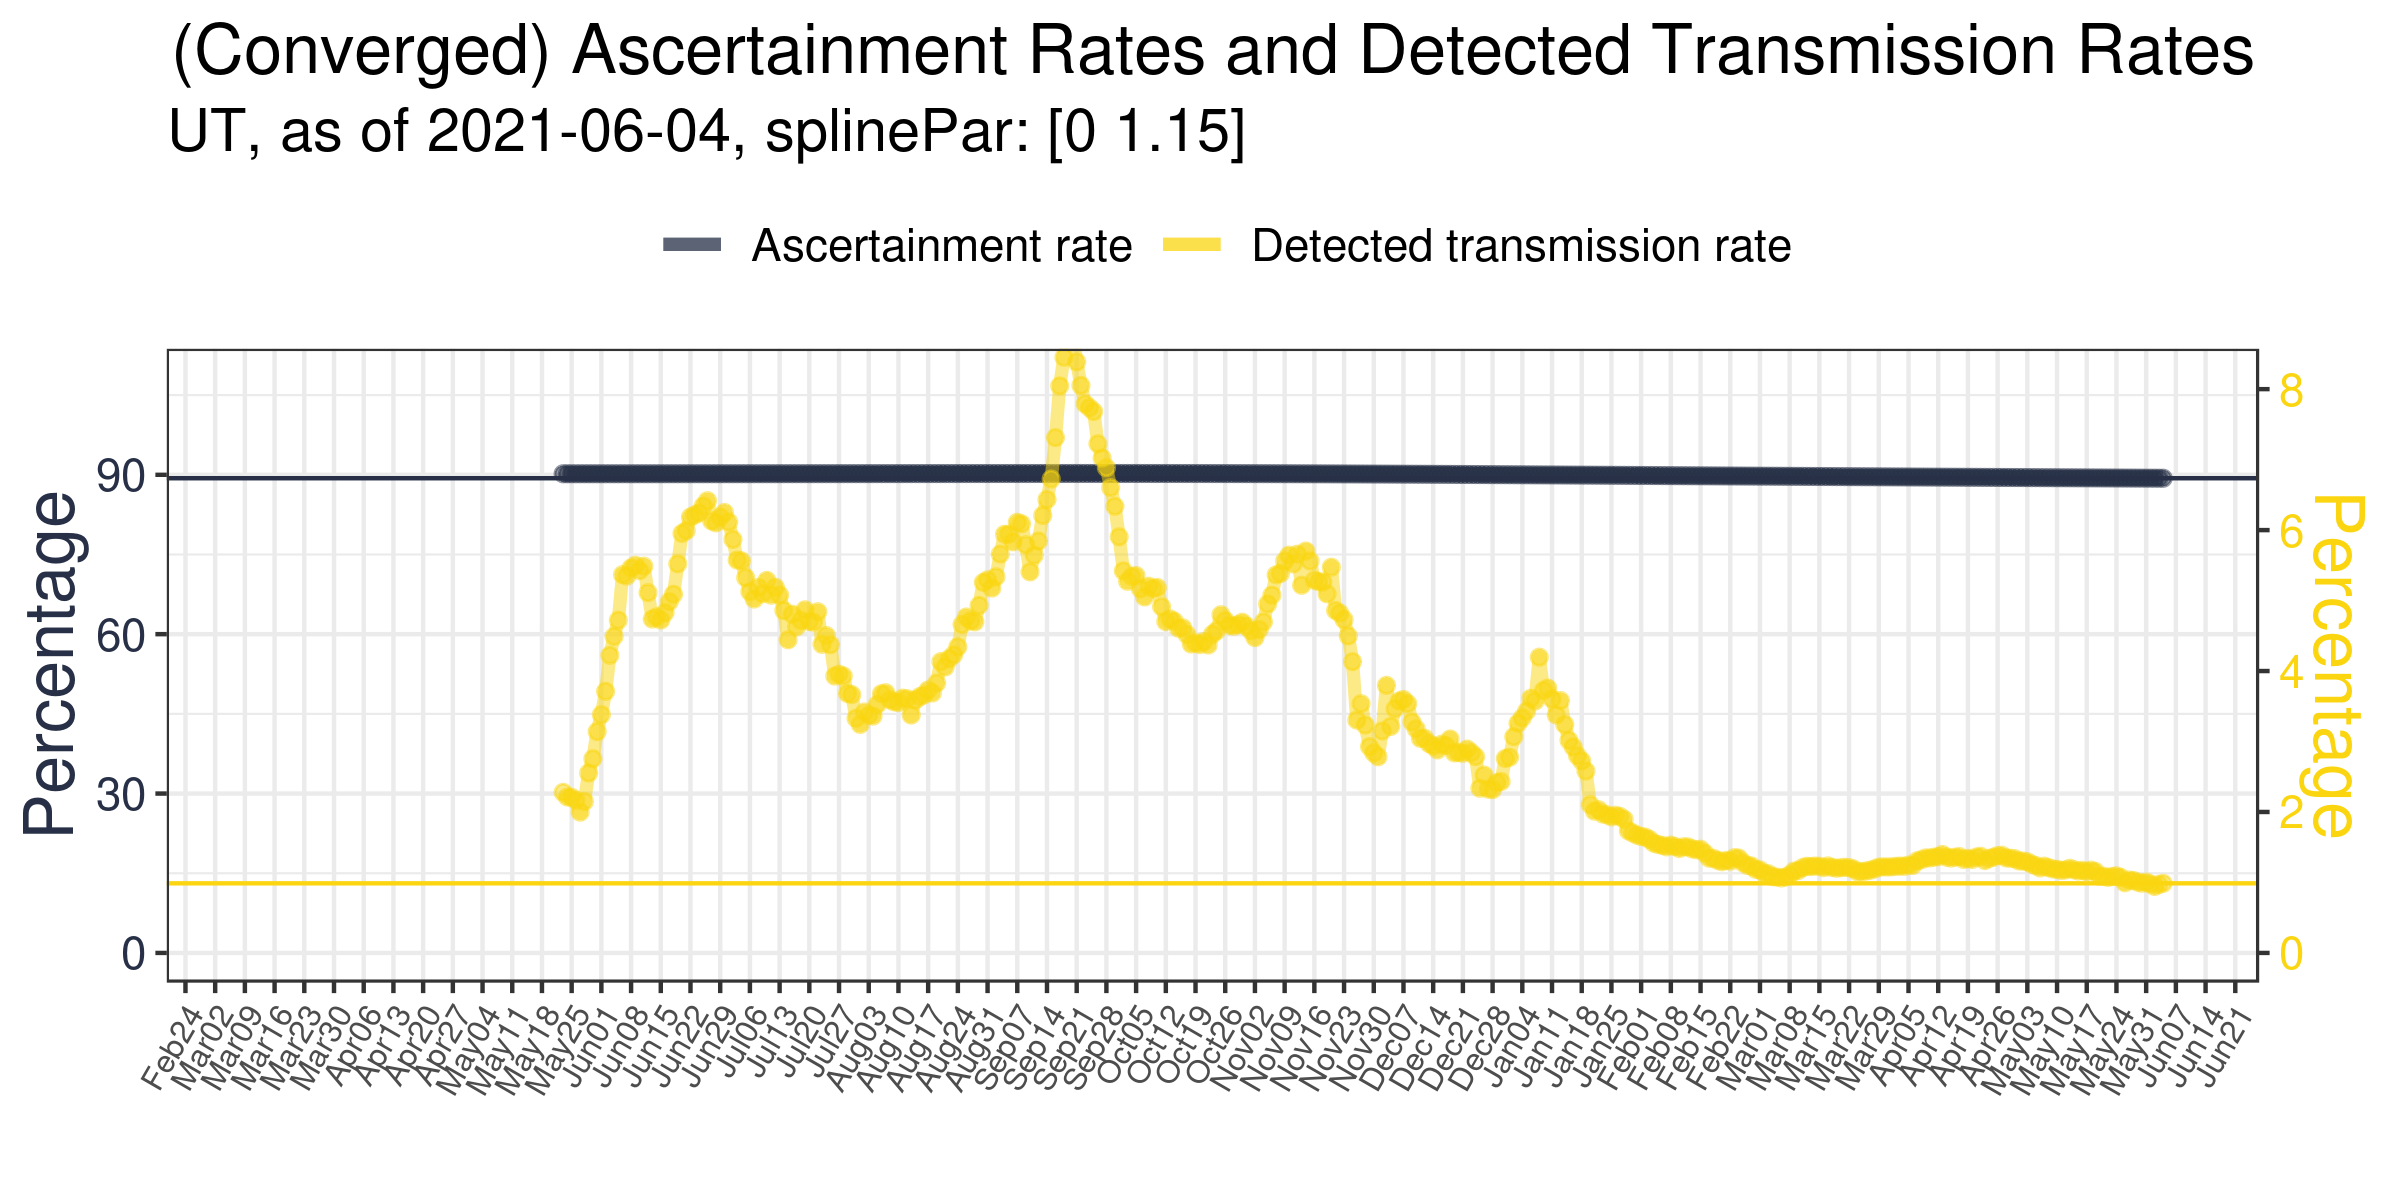 (Converged) Ascertainment Rates and Detected Transmission Rates
UT, as of 2021-06-04, splinePar: [0 1.15]
Ascertainment rate Detected transmission rate
Percentage
90
60
30
0
8
6
4
2
0
Percentage
Feb24 Mar02 Mar09 Mar16 Mar23 Mar30 Apr06 Apr13 Apr20 Apr27 May04 May11 May18 May25 Jun01 Jun08 Jun15 Jun22 Jun29 Jul06 Jul13 Jul20 Jul27 Aug03 Aug10 Aug17 Aug24 Aug31 Sep07 Sep14 Sep21 Sep28 Oct05 Oct12 Oct19 Oct26 Nov02 Nov09 Nov16 Nov23 Nov30 Dec07 Dec14 Dec21 Dec28 Jan04 Jan11 Jan18 Jan25 Feb01 Feb08 Feb15 Feb22 Mar01 Mar08 Mar15 Mar22 Mar29 Apr05 Apr12 Apr19 Apr26 May03 May10 May17 May24 May31 Jun07 Jun14 Jun21